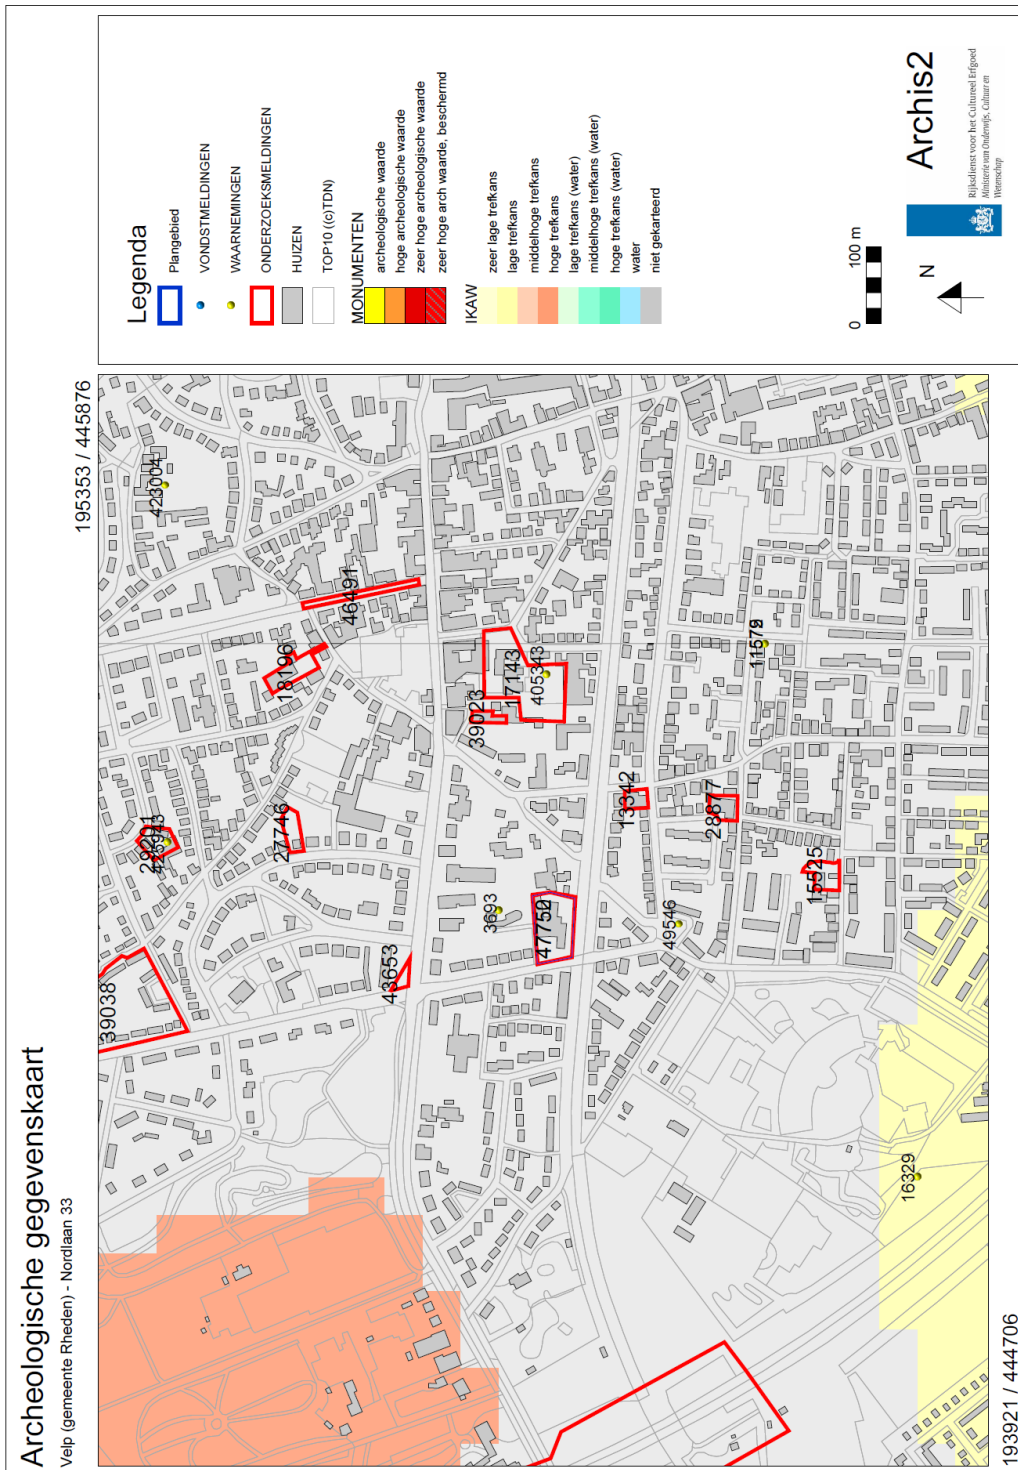 Archeologische gegevenskaart
Velp (gemeente Rheden) - Nordlaan 33
195353 / 445876
193921 / 444706
39038
423004
46491
18196
27746
43653
39023
17143
405343
3693
13342
28877
15525
49546
16329
Legenda
Plangebied
VONDSTMELDINGEN
WAARNEMINGEN
ONDERZOEKSMELDINGEN
HUIZEN
TOP10 ((c)TDN)
MONUMENTEN
archeologische waarde
hoge archeologische waarde
zeer hoge archeologische waarde
zeer hoge arch waarde, beschermd
IKAW
zeer lage trefkans
lage trefkans
middelhoge trefkans
hoge trefkans
lage trefkans (water)
middelhoge trefkans (water)
hoge trefkans (water)
water
niet gekarteerd
0 100 m
N
Archis2
Rijksdienst voor het Cultureel Erfgoed
Ministerie van Onderwijs, Cultuur en
Wetenschap